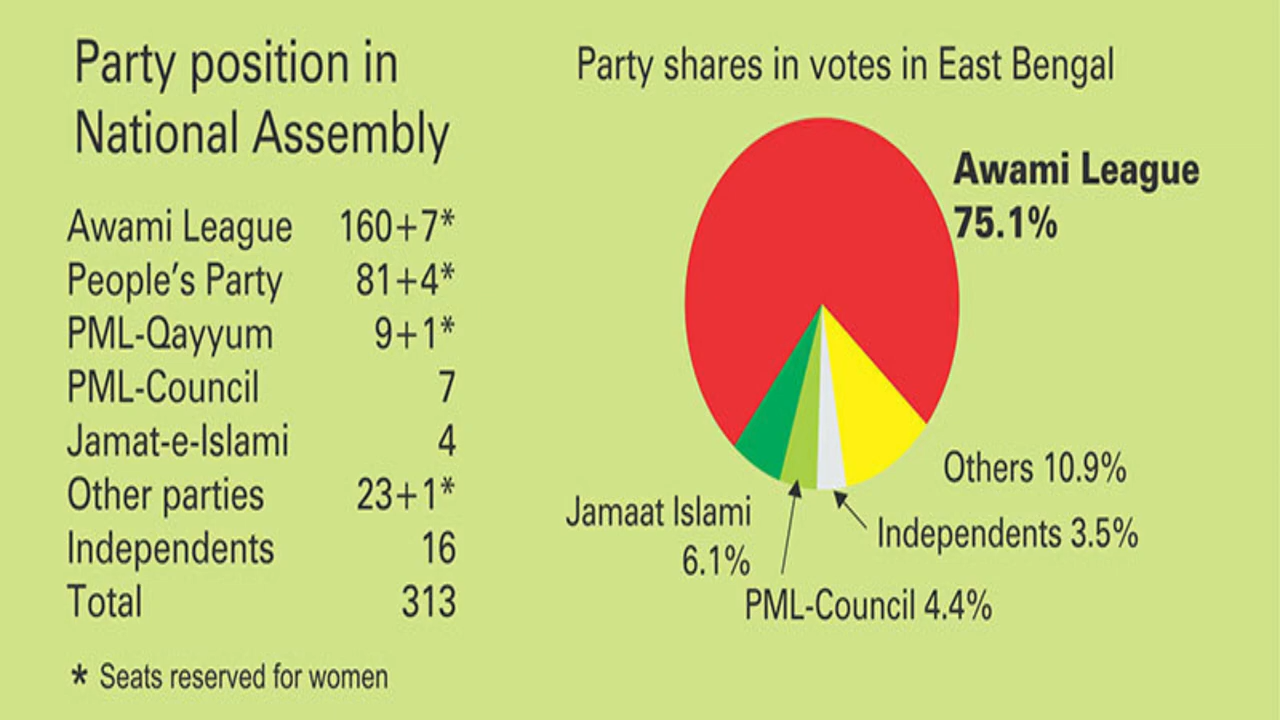 Party position in
National Assembly
Awami League 160+7*
People’s Party 81+4*
PML-Qayyum 9+1*
PML-Council 7
Jamat-e-Islami 4
Other parties 23+1*
Independents 16
Total 313
* Seats reserved for women
Party shares in votes in East Bengal
Awami League
75.1%
Others 10.9%
Independents 3.5%
Jamaat Islami
6.1%
PML-Council 4.4%